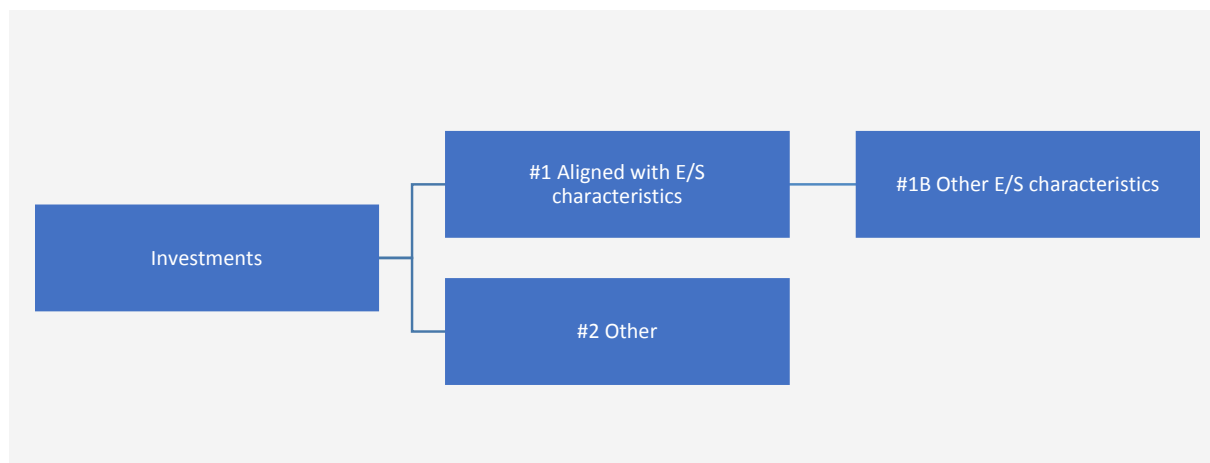 #1 Aligned with E/S
characteristics
#1B Other E/S characteristics
Investments
#2 Other